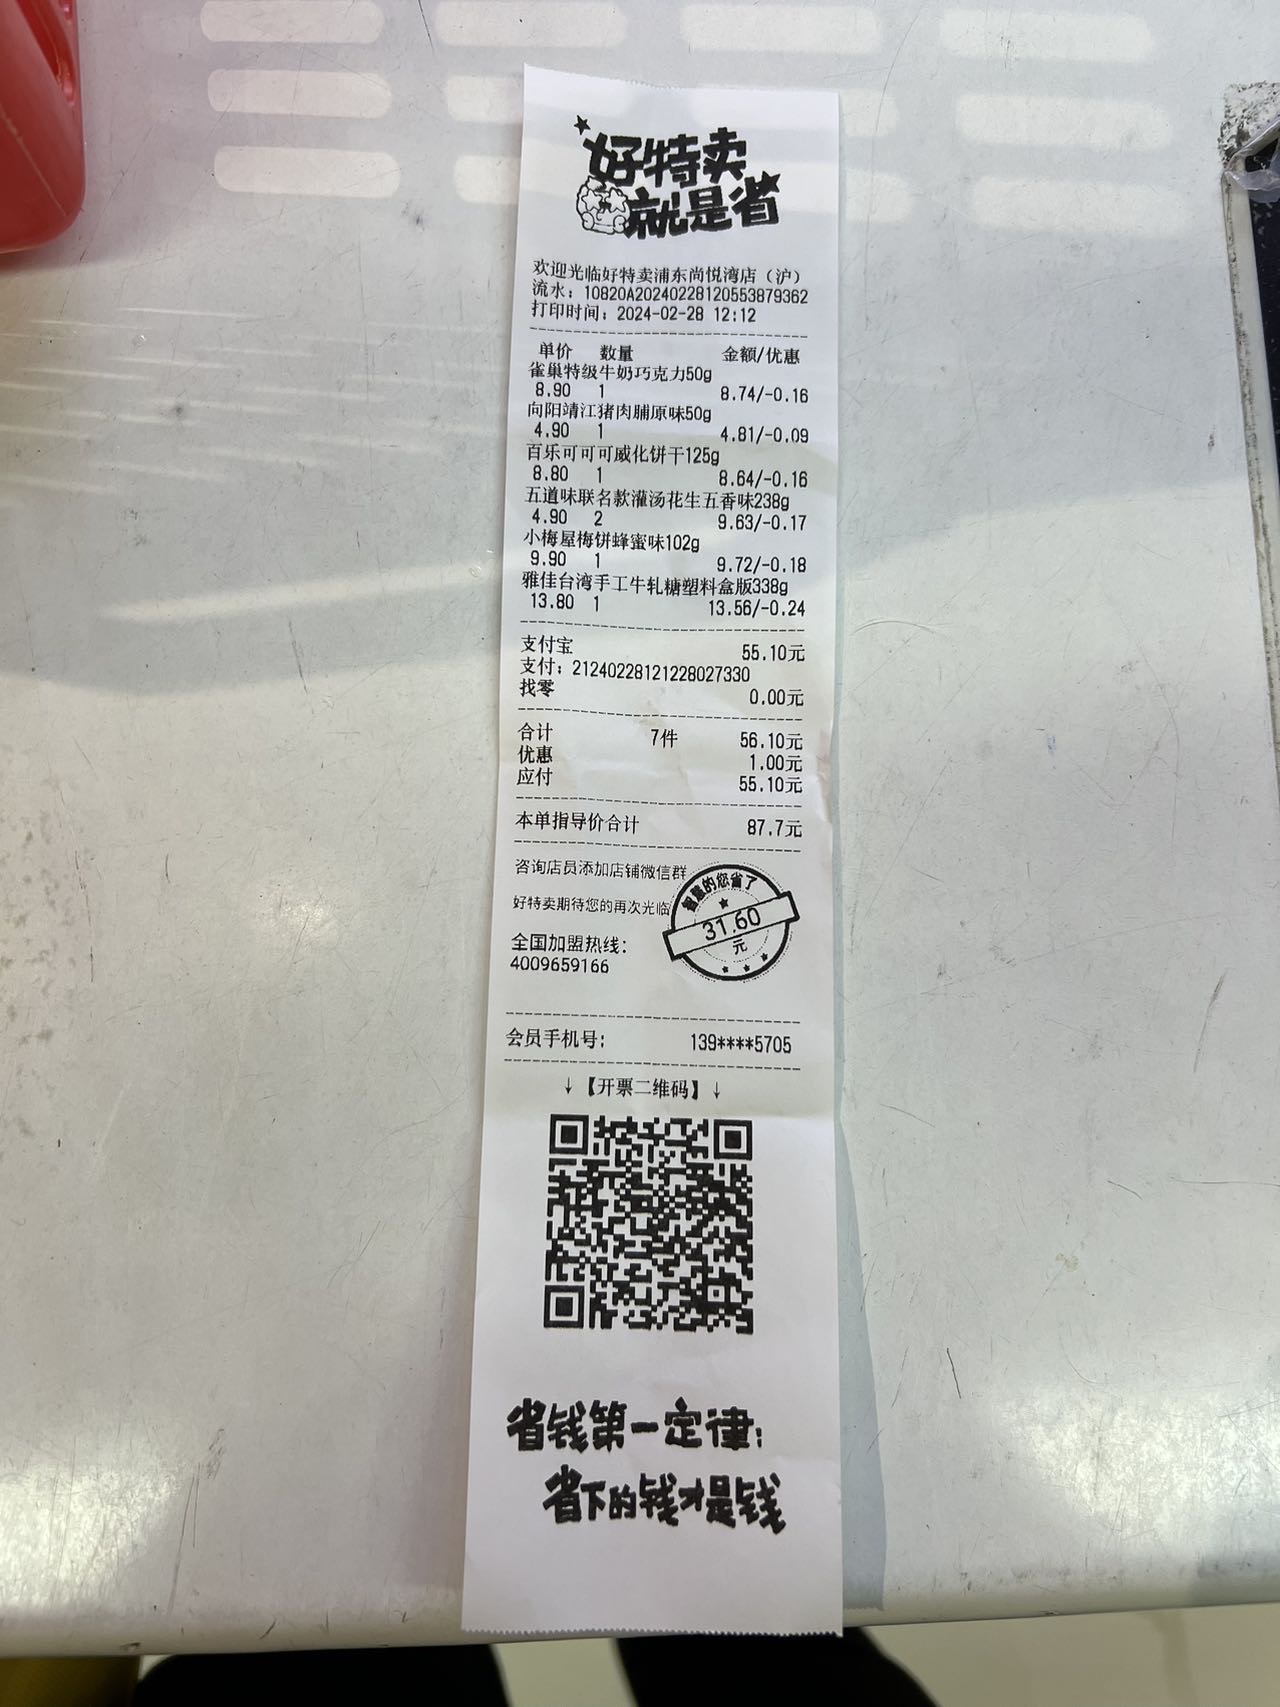 好特卖
就是省
欢迎光临好特卖浦东尚悦湾店（沪）
流水：10820A20240228120553879362
打印时间：2024-02-28 12:12
单价 数量 金额/优惠
雀巢特级牛奶巧克力50g
8.90 1 8.74/-0.16
向阳靖江猪肉脯原味50g
4.90 1 4.81/-0.09
百乐可可可威化饼干125g
8.80 1 8.64/-0.16
五道味联名款灌汤花生五香味238g
4.90 2 9.63/-0.17
小梅屋梅饼蜂蜜味102g
9.90 1 9.72/-0.18
雅佳台湾手工牛轧糖塑料盒版338g
13.80 1 13.56/-0.24
支付宝 55.10元
支付：21240228121228027330
找零 0.00元
合计 7件 56.10元
优惠 1.00元
应付 55.10元
本单指导价合计 87.7元
咨询店员添加店铺微信群
好特卖期待您的再次光临
智慧的您省了
31.60
元
全国加盟热线：
4009659166
会员手机号： 139****5705
↓【开票二维码】↓
省钱第一定律：
省下的钱才是钱